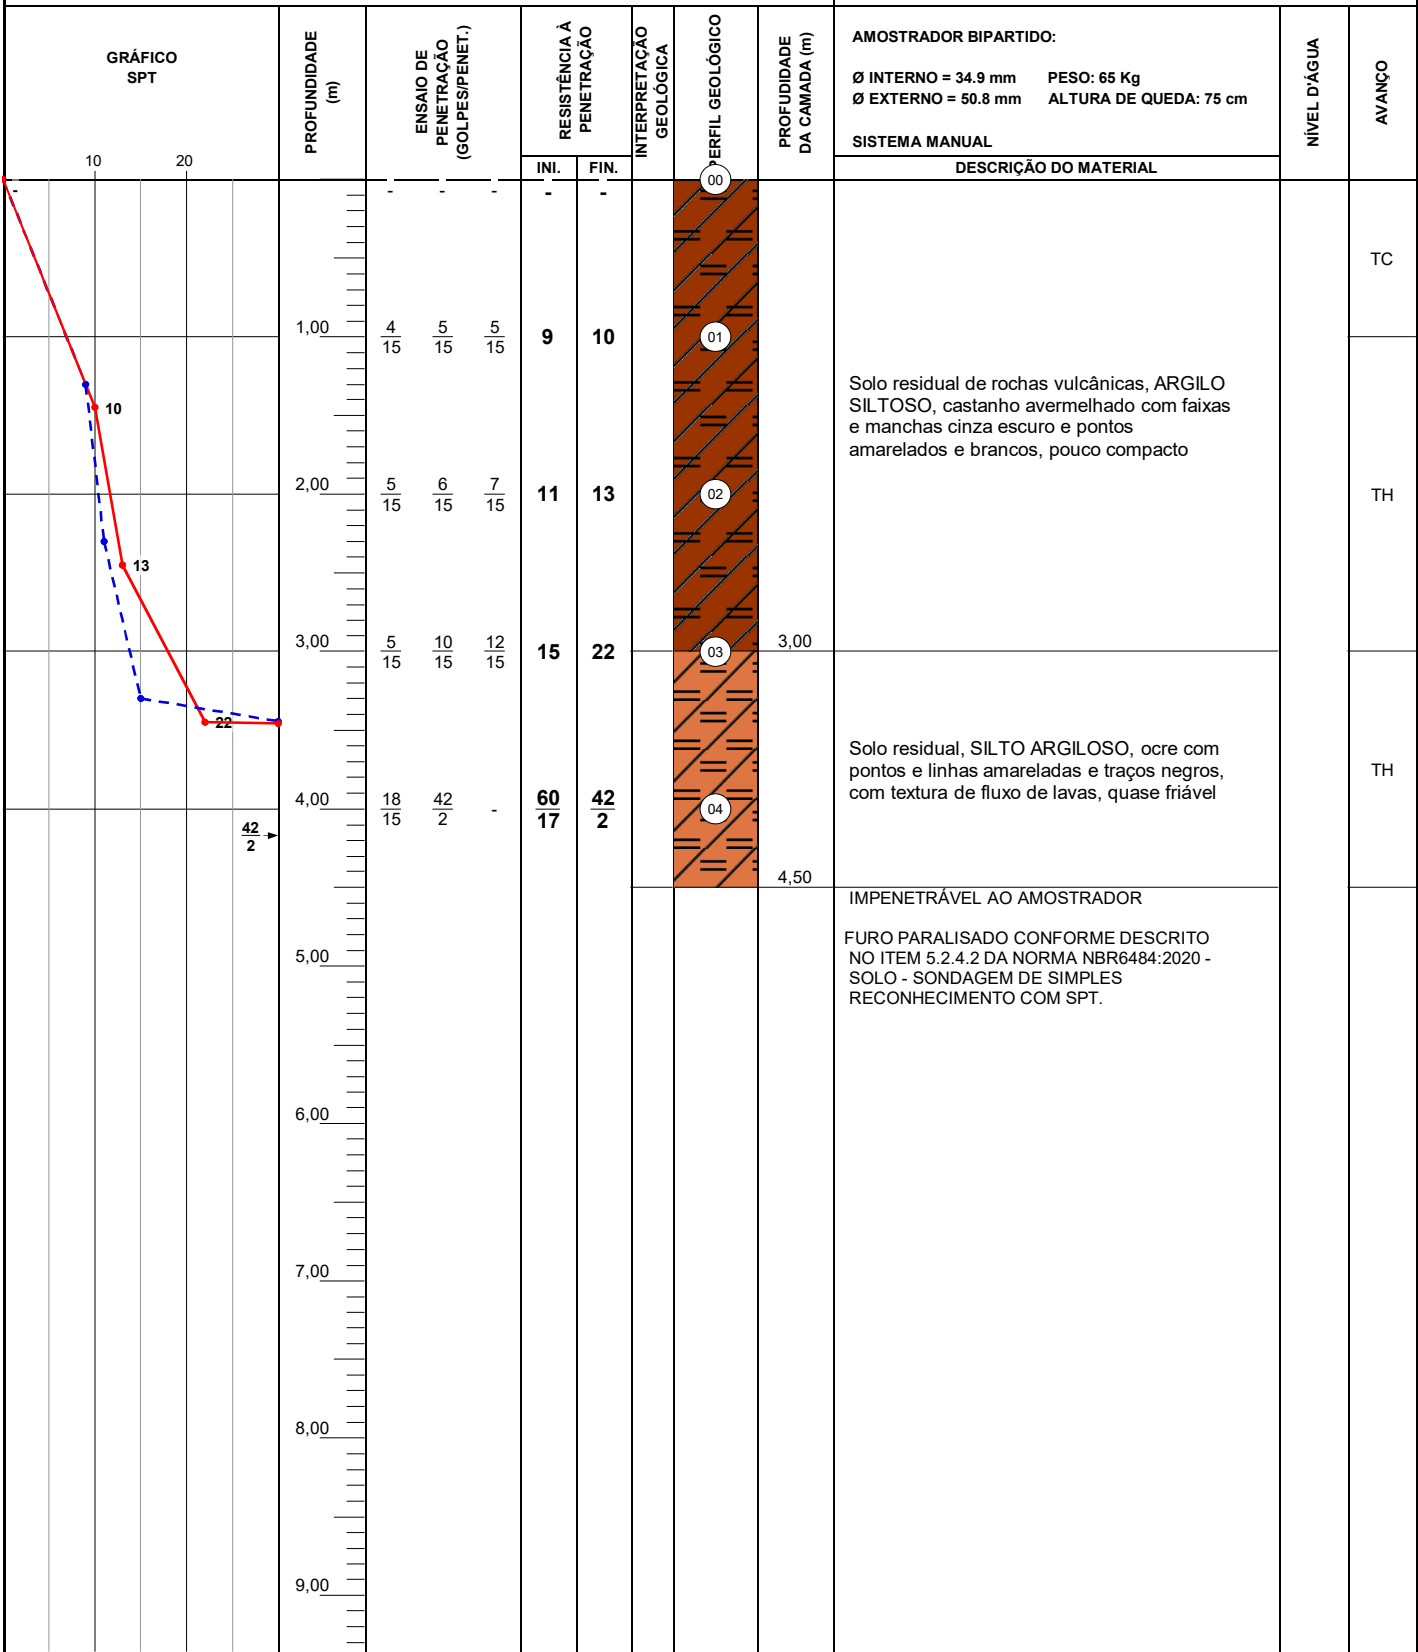 GRÁFICO
SPT
10 20
PROFUNDIDADE
(m)
ENSAIO DE
PENETRAÇÃO
(GOLPES/PENET.)
RESISTÊNCIA À
PENETRAÇÃO
INI. FIN.
INTERPRETAÇÃO
GEOLÓGICA
PERFIL GEOLÓGICO
PROFUDIDADE
DA CAMADA (m)
AMOSTRADOR BIPARTIDO:
Ø INTERNO = 34.9 mm PESO: 65 Kg
Ø EXTERNO = 50.8 mm ALTURA DE QUEDA: 75 cm
SISTEMA MANUAL
DESCRIÇÃO DO MATERIAL
NÍVEL D'ÁGUA
AVANÇO
- - - - - - 00
TC
1,00 4/15 5/15 5/15 9 10 01
10
Solo residual de rochas vulcânicas, ARGILO
SILTOSO, castanho avermelhado com faixas
e manchas cinza escuro e pontos
amarelados e brancos, pouco compacto
2,00 5/15 6/15 7/15 11 13 02 TH
13
3,00 5/15 10/15 12/15 15 22 03 3,00
22
Solo residual, SILTO ARGILOSO, ocre com
pontos e linhas amareladas e traços negros,
com textura de fluxo de lavas, quase friável
TH
4,00 18/15 42/2 - 60/17 42/2 04
42/2
4,50
IMPENETRÁVEL AO AMOSTRADOR
FURO PARALISADO CONFORME DESCRITO
NO ITEM 5.2.4.2 DA NORMA NBR6484:2020 -
SOLO - SONDAGEM DE SIMPLES
RECONHECIMENTO COM SPT.
5,00
6,00
7,00
8,00
9,00